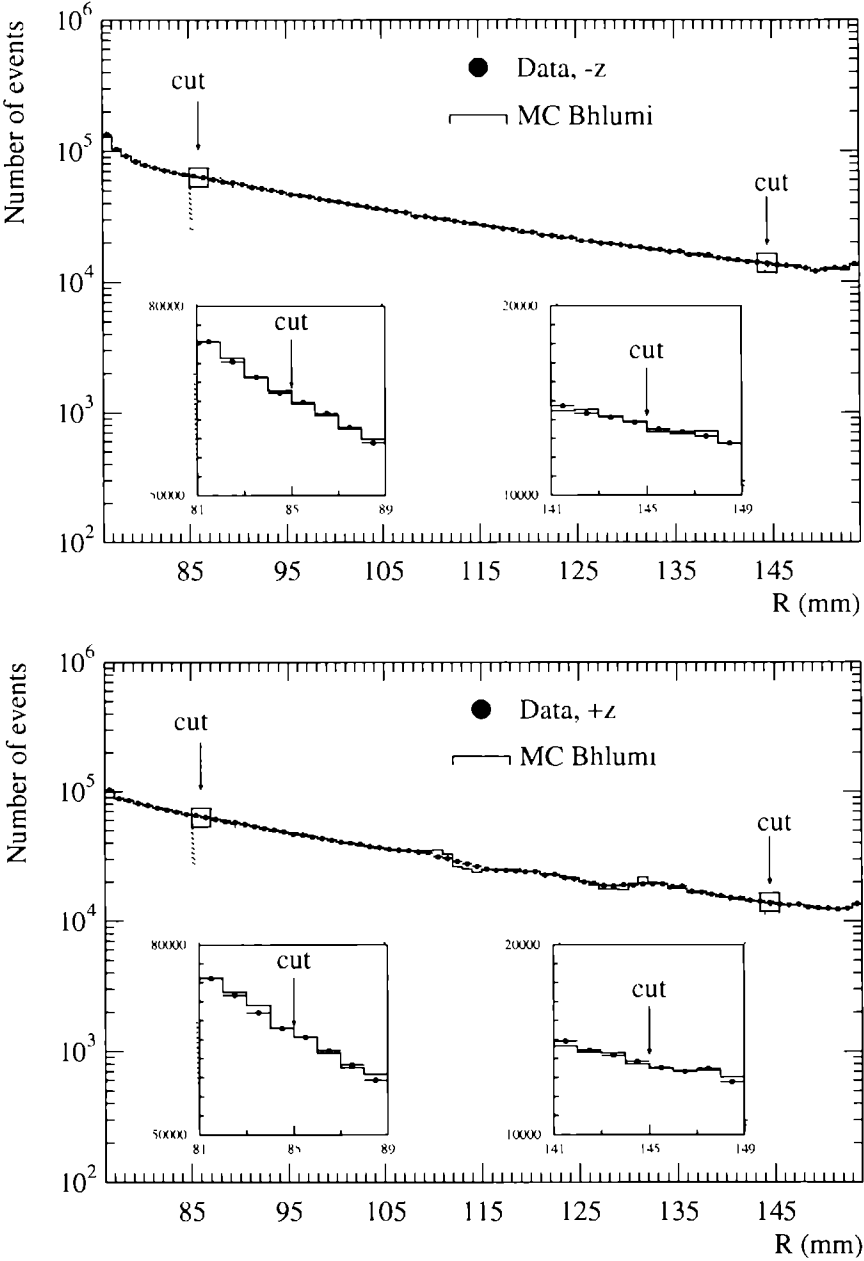 10^6
Number of events
Data, -z
cut
MC Bhlumi
10^5
cut
10^4
80000
20000
cut
cut
10^3
10000
81 85 89
141 145 149
10^2
85 95 105 115 125 135 145
R (mm)
10^6
Number of events
Data, +z
cut
MC Bhlumi
10^5
cut
10^4
80000
20000
cut
cut
10^3
50000
10000
81 89
141 145 149
10^2
85 95 105 115 125 135 145
R (mm)